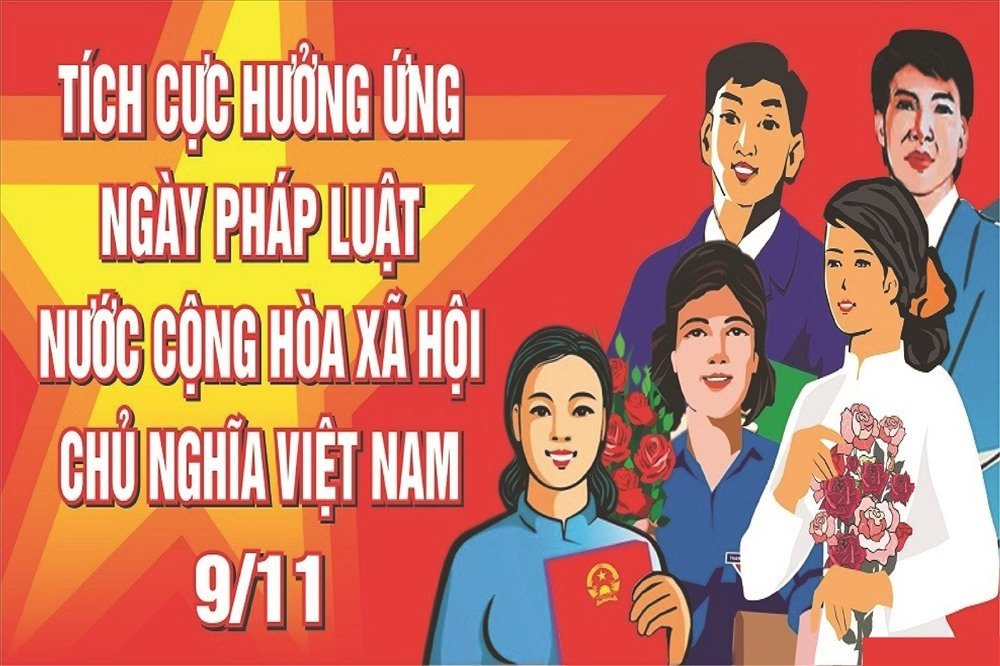 TÍCH CỰC HƯỞNG ỨNG
NGÀY PHÁP LUẬT
NƯỚC CỘNG HÒA XÃ HỘI
CHỦ NGHĨA VIỆT NAM
9/11